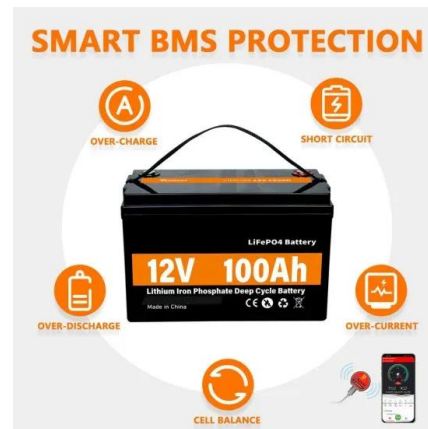 SMART BMS PROTECTION
OVER-CHARGE
SHORT CIRCUIT
LiFePO4 Battery
12V 100Ah
Lithium Iron Phosphate Deep Cycle Battery
Made in China
CE
OVER-DISCHARGE
OVER-CURRENT
CELL BALANCE